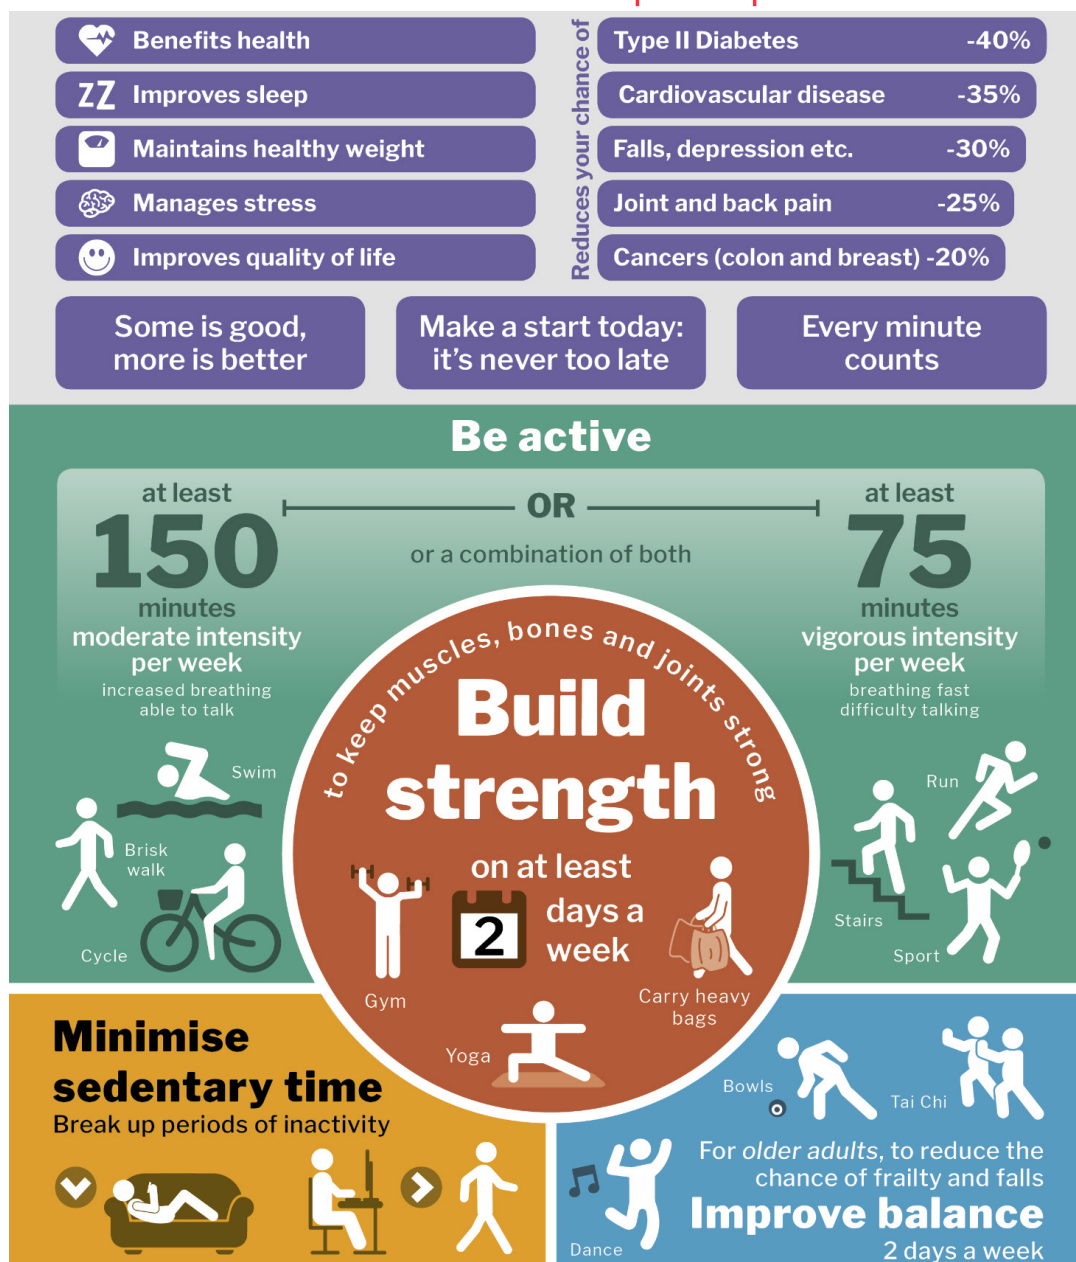 Benefits health
Improves sleep
Maintains healthy weight
Manages stress
Improves quality of life
Reduces your chance of
Type II Diabetes -40%
Cardiovascular disease -35%
Falls, depression etc. -30%
Joint and back pain -25%
Cancers (colon and breast) -20%
Some is good,
more is better
Make a start today:
it's never too late
Every minute
counts
Be active
at least
150
minutes
moderate intensity
per week
increased breathing
able to talk
OR
or a combination of both
at least
75
minutes
vigorous intensity
per week
breathing fast
difficulty talking
Swim
Brisk
walk
Cycle
to keep muscles, bones and joints strong
Build
strength
on at least
2
days a
week
Gym
Yoga
Carry heavy
bags
Run
Stairs
Sport
Minimise
sedentary time
Break up periods of inactivity
Bowls
Tai Chi
Dance
For older adults, to reduce the
chance of frailty and falls
Improve balance
2 days a week